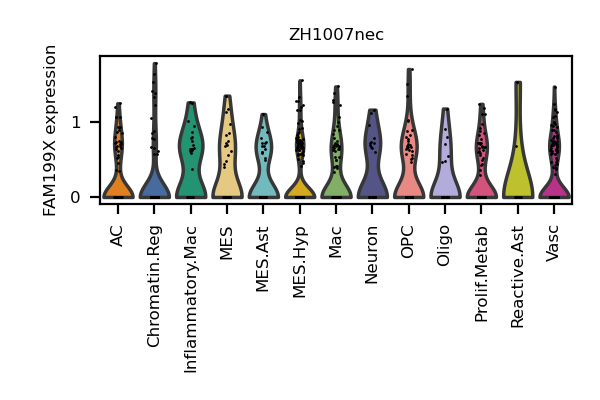 ZH1007nec
FAM199X expression
1
0
AC
Chromatin.Reg
Inflammatory.Mac
MES
MES.Ast
MES.Hyp
Mac
Neuron
OPC
Oligo
Prolif.Metab
Reactive.Ast
Vasc